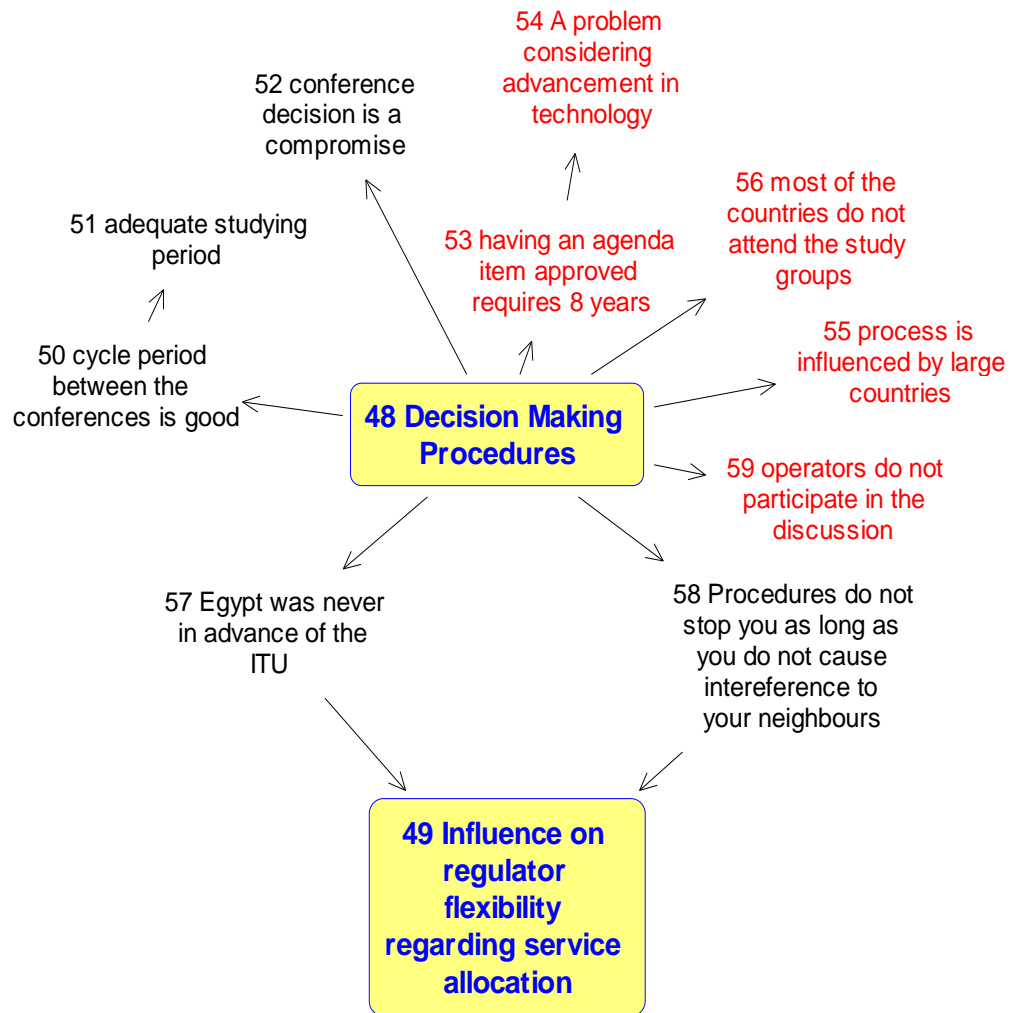 54 A problem
considering
advancement in
technology
52 conference
decision is a
compromise
56 most of the
countries do not
attend the study
groups
51 adequate studying
period
53 having an agenda
item approved
requires 8 years
55 process is
influenced by large
countries
50 cycle period
between the
conferences is good
48 Decision Making
Procedures
59 operators do not
participate in the
discussion
57 Egypt was never
in advance of the
ITU
58 Procedures do not
stop you as long as
you do not cause
intereference to
your neighbours
49 Influence on
regulator
flexibility
regarding service
allocation